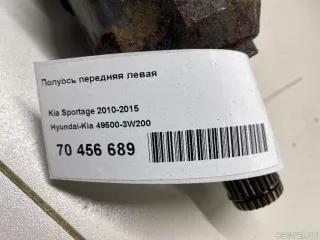 Полуось передняя левая
Kia Sportage 2010-2015
Hyundai-Kia 49500-3W200
70 456 689